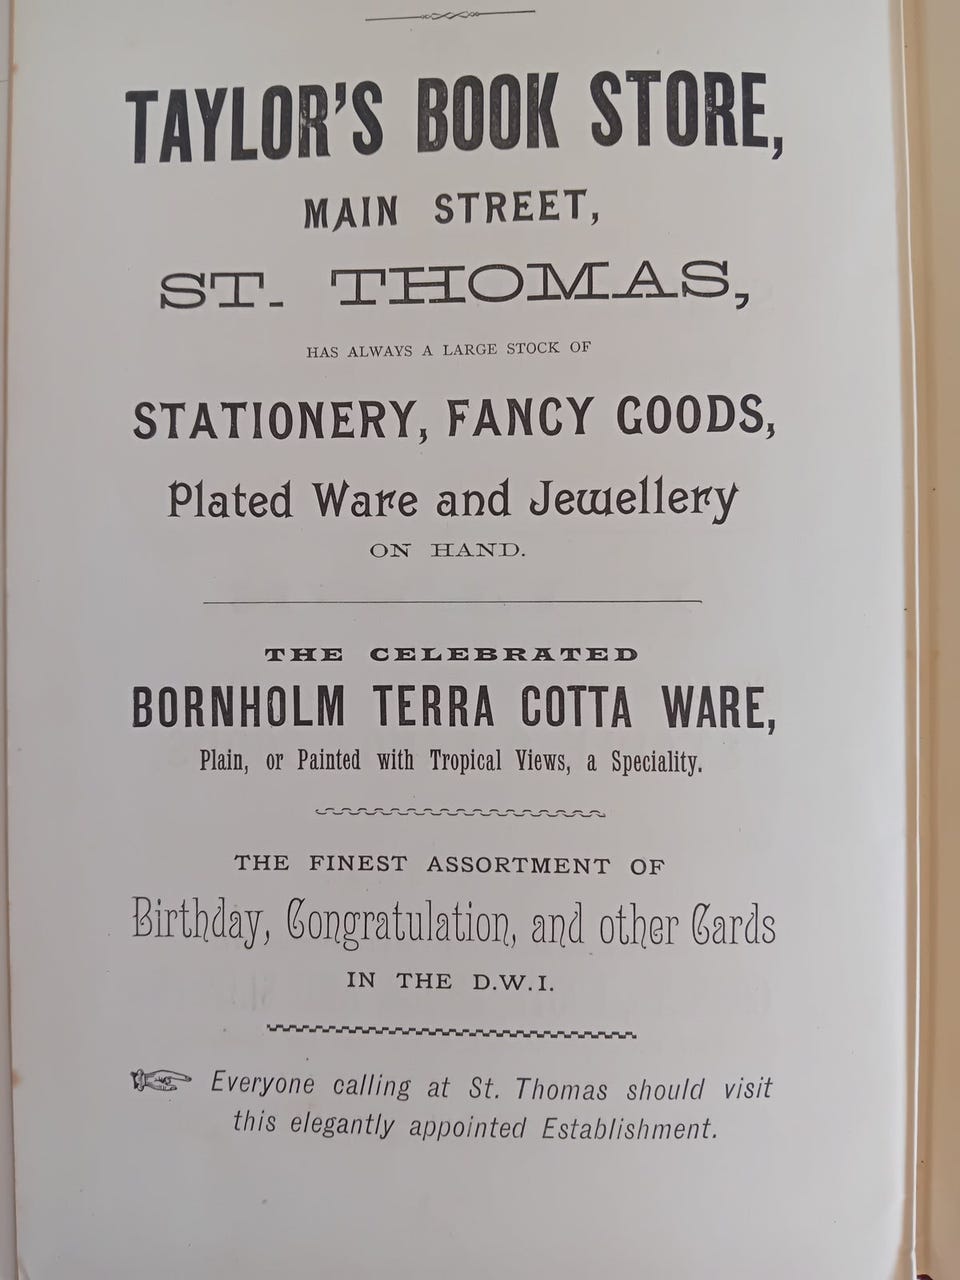 TAYLOR'S BOOK STORE,
MAIN STREET,
ST. THOMAS,
HAS ALWAYS A LARGE STOCK OF
STATIONERY, FANCY GOODS,
Plated Ware and Jewellery
ON HAND.
THE CELEBRATED
BORNHOLM TERRA COTTA WARE,
Plain, or Painted with Tropical Views, a Speciality.
THE FINEST ASSORTMENT OF
Birthday, Congratulation, and other Cards
IN THE D.W.I.
Everyone calling at St. Thomas should visit
this elegantly appointed Establishment.